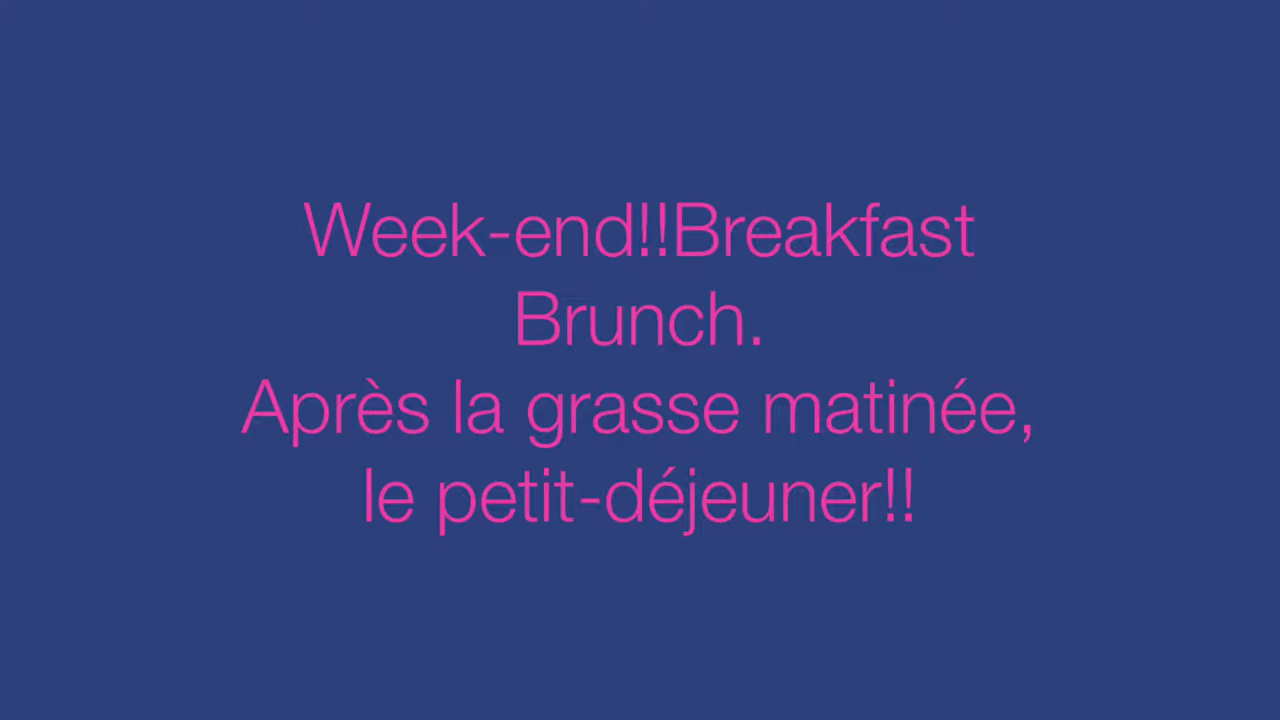 Week-end!!Breakfast
Brunch.
Après la grasse matinée,
le petit-déjeuner!!